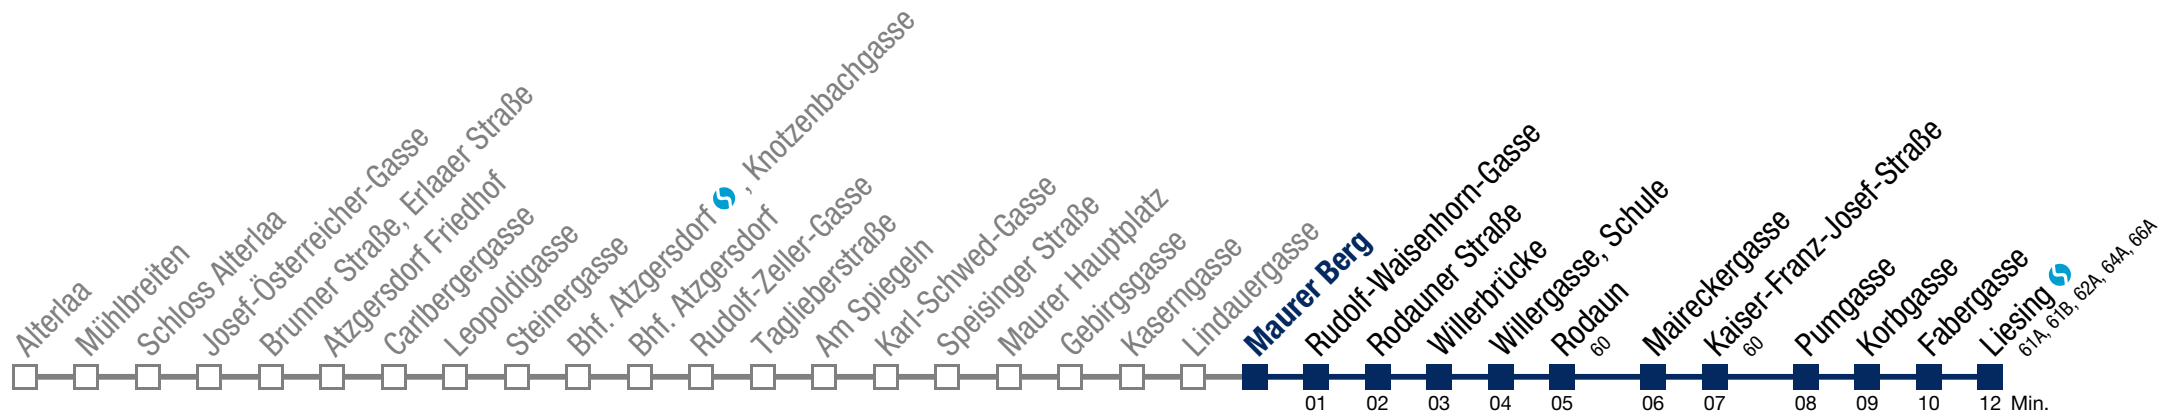 Alterlaa
Mühlbreiten
Schloss Alterlaa
Josef-Österreicher-Gasse
Brunner Straße, Erlaaer Straße
Atzgersdorf Friedhof
Carlbergergasse
Leopoldigasse
Steinergasse
Bhf. Atzgersdorf , Knotzenbachgasse
Bhf. Atzgersdorf
Rudolf-Zeller-Gasse
Taglieberstraße
Am Spiegeln
Karl-Schwed-Gasse
Speisinger Straße
Maurer Hauptplatz
Gebirgsgasse
Kaserngasse
Lindauergasse
Maurer Berg
Rudolf-Waisenhorn-Gasse
Rodauner Straße
Willerbrücke
Willergasse, Schule
Rodaun
60
Maireckergasse
Kaiser-Franz-Josef-Straße
60
Pumgasse
Korbgasse
Fabergasse
Liesing
61A, 61B, 62A, 64A, 66A
01 02 03 04 05 06 07 08 09 10 12 Min.